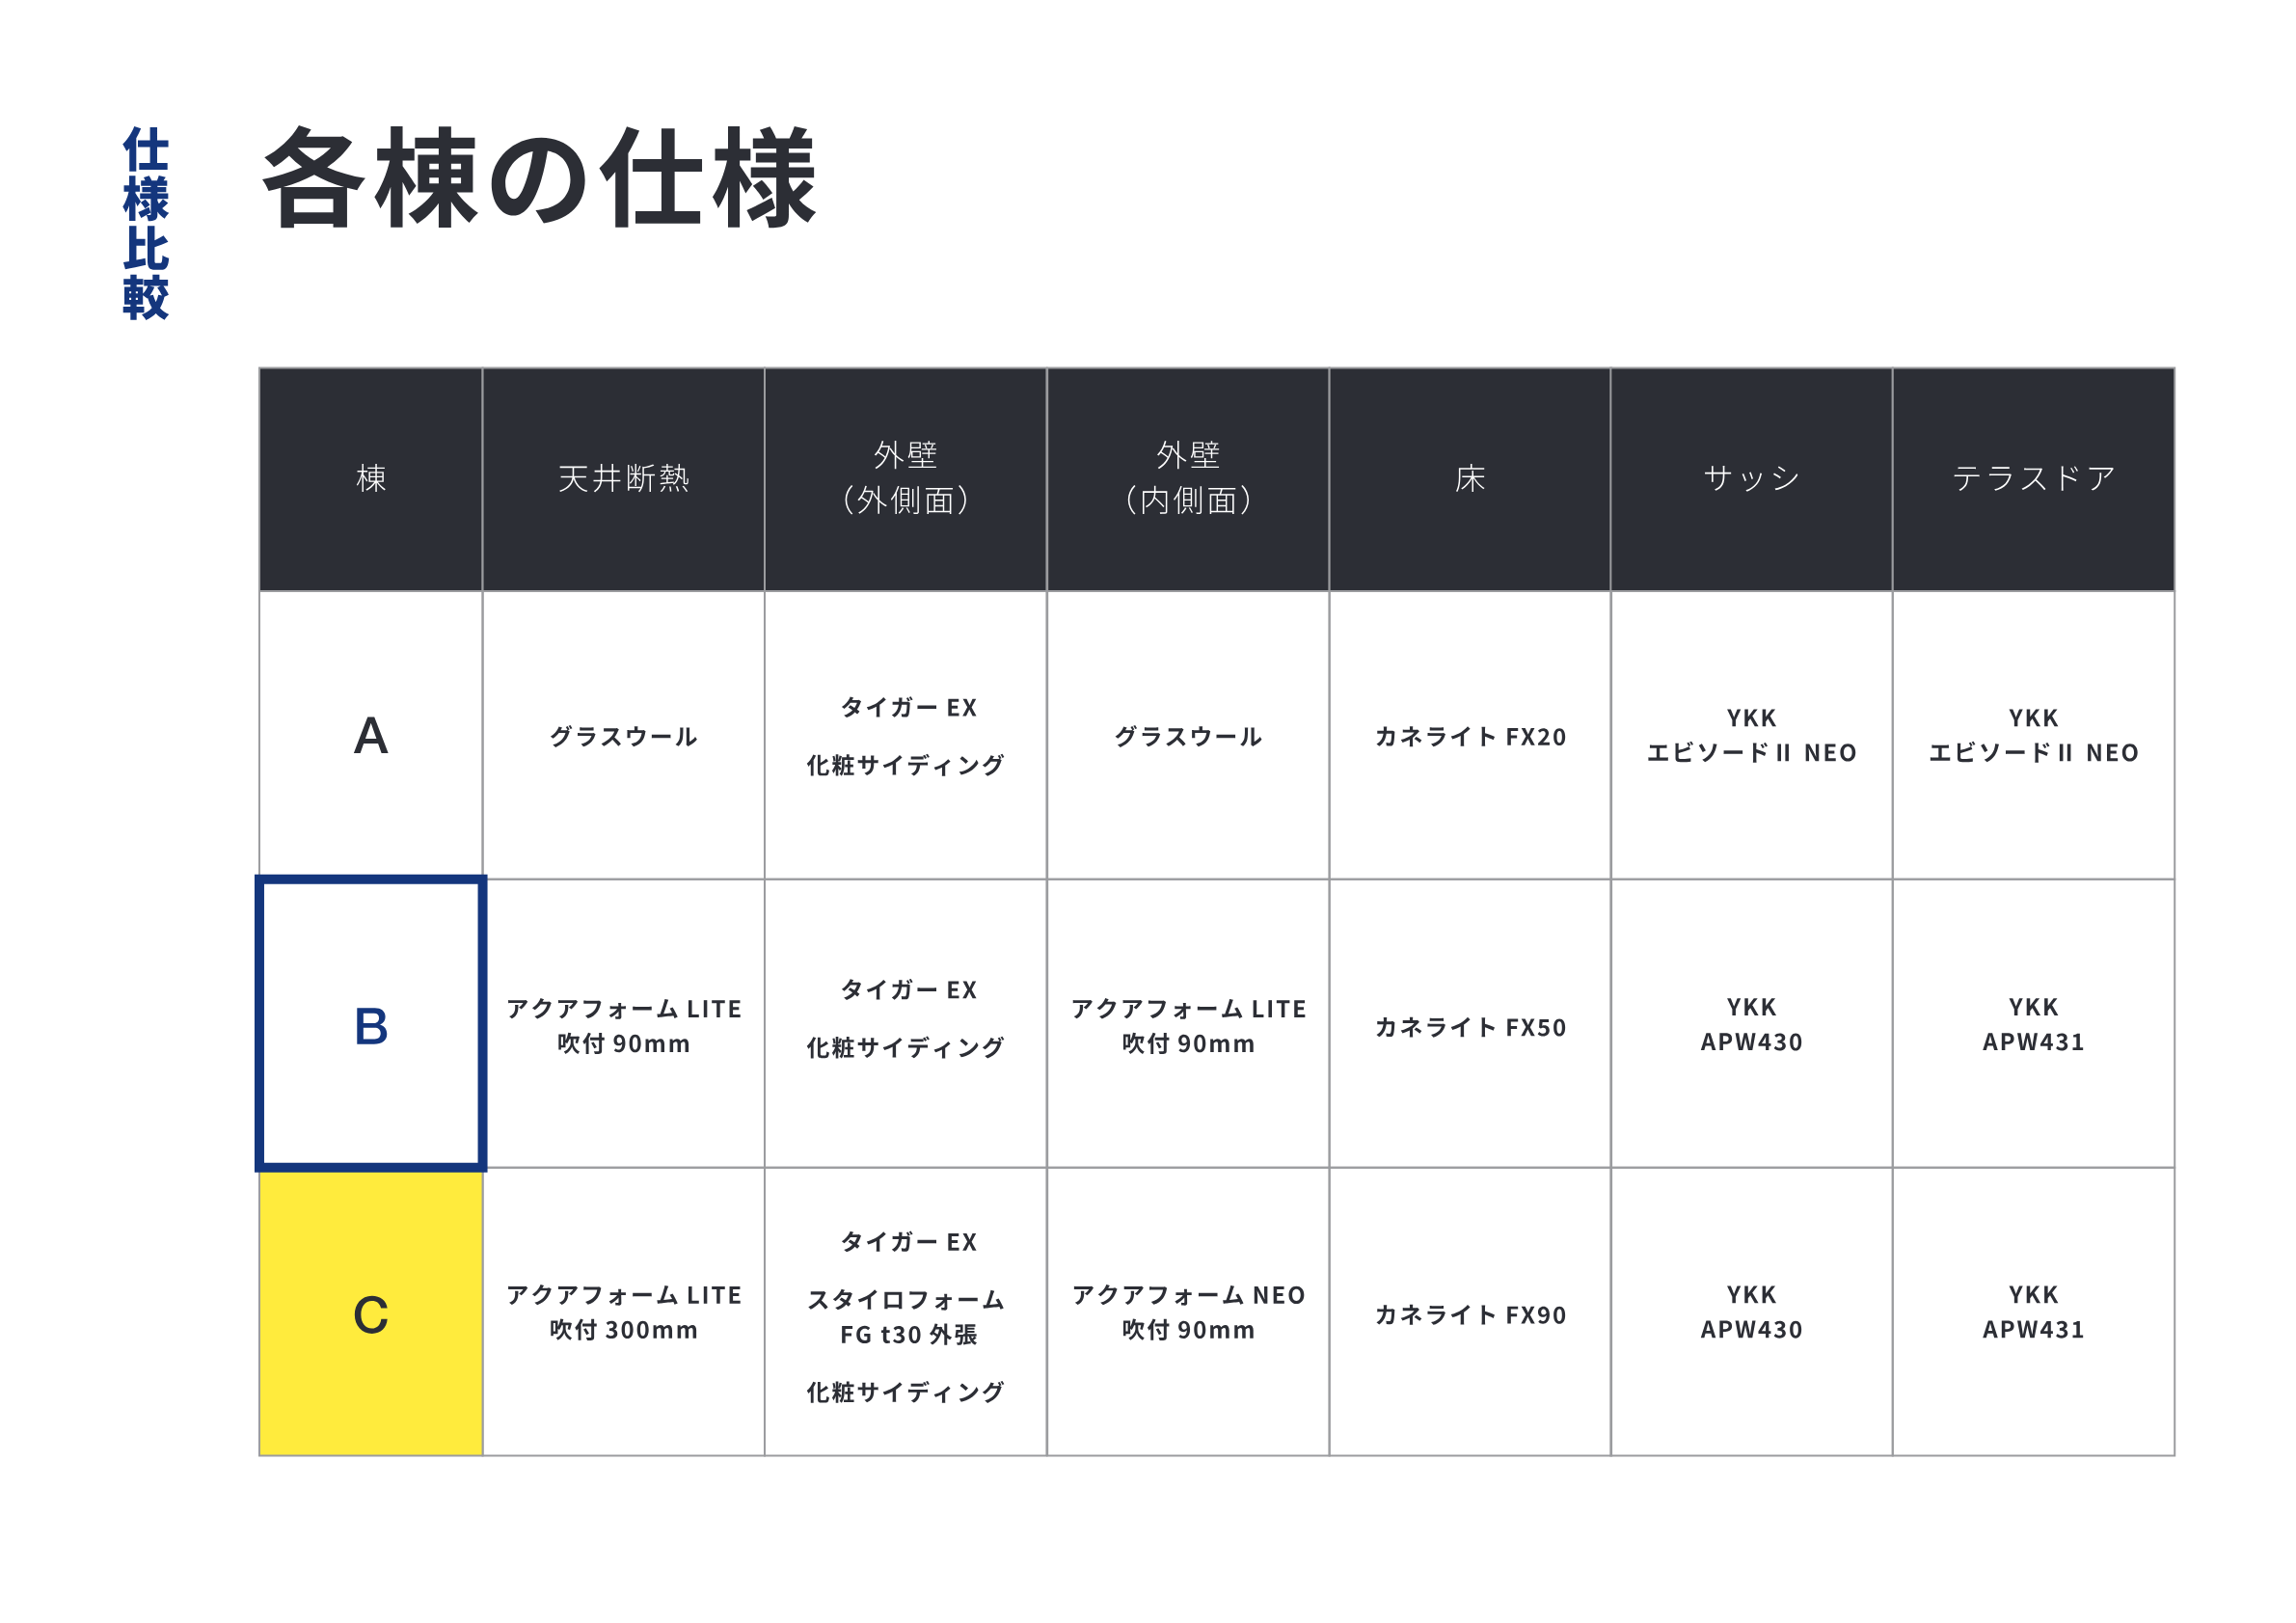 仕様比較
各棟の仕様
棟
天井断熱
外壁
（外側面）
外壁
（内側面）
床
サッシ
テラスドア
A
グラスウール
タイガー EX
化粧サイディング
グラスウール
カネライト FX20
YKK
エピソードⅡ NEO
YKK
エピソードⅡ NEO
B
アクアフォーム LITE
吹付 90mm
タイガー EX
化粧サイディング
アクアフォーム LITE
吹付 90mm
カネライト FX50
YKK
APW430
YKK
APW431
C
アクアフォーム LITE
吹付 300mm
タイガー EX
スタイロフォーム
FG t30 外張
化粧サイディング
アクアフォーム NEO
吹付 90mm
カネライト FX90
YKK
APW430
YKK
APW431